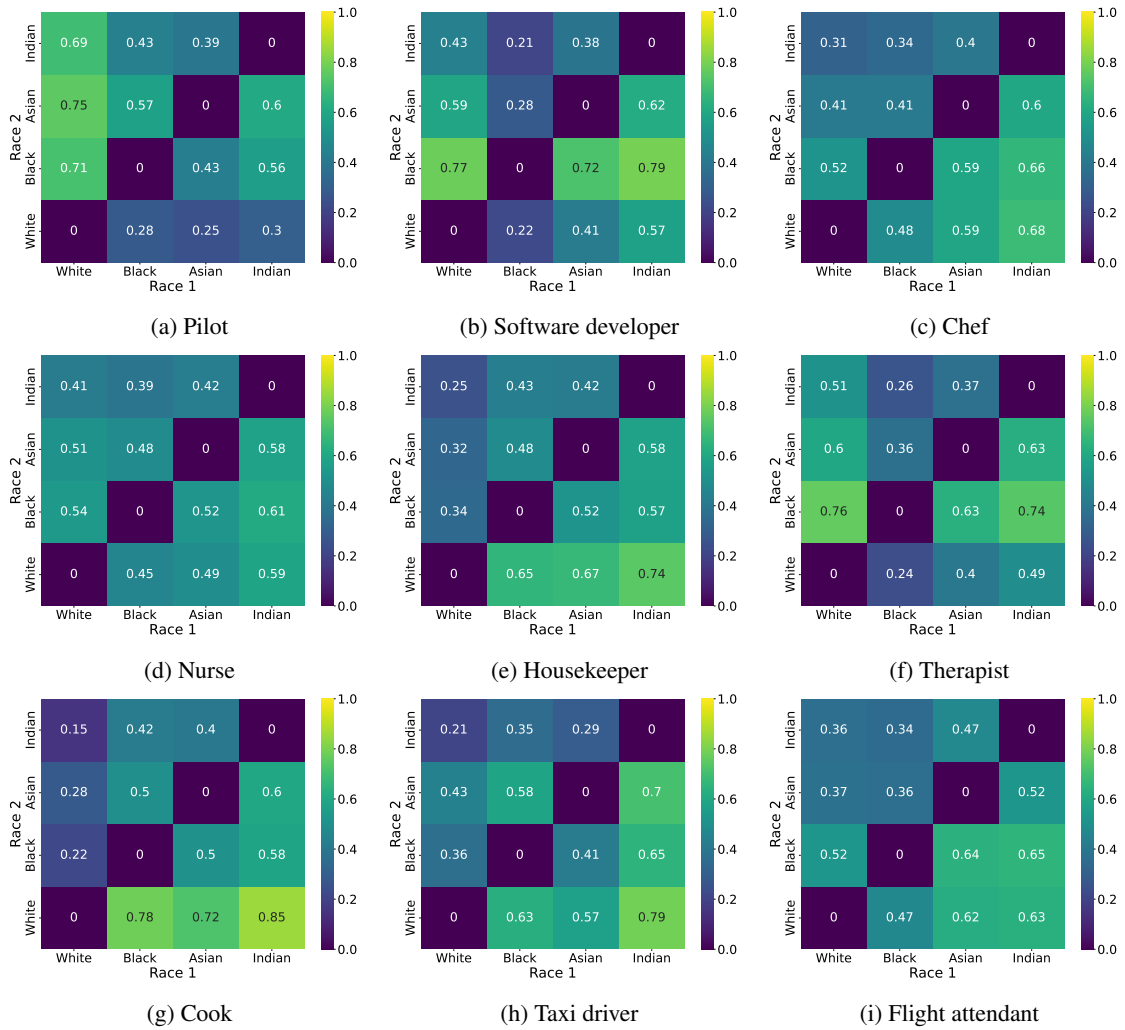 1.0
Indian 0.69 0.43 0.39 0
0.8
Asian 0.75 0.57 0 0.6
0.6
Race 2
Black 0.71 0 0.43 0.56
0.4
0.2
White 0 0.28 0.25 0.3
0.0
White Black Asian Indian
Race 1
(a) Pilot
1.0
Indian 0.43 0.21 0.38 0
0.8
Asian 0.59 0.28 0 0.62
0.6
Race 2
Black 0.77 0 0.72 0.79
0.4
0.2
White 0 0.22 0.41 0.57
0.0
White Black Asian Indian
Race 1
(b) Software developer
1.0
Indian 0.31 0.34 0.4 0
0.8
Asian 0.41 0.41 0 0.6
0.6
Race 2
Black 0.52 0 0.59 0.66
0.4
0.2
White 0 0.48 0.59 0.68
0.0
White Black Asian Indian
Race 1
(c) Chef
1.0
Indian 0.41 0.39 0.42 0
0.8
Asian 0.51 0.48 0 0.58
0.6
Race 2
Black 0.54 0 0.52 0.61
0.4
0.2
White 0 0.45 0.49 0.59
0.0
White Black Asian Indian
Race 1
(d) Nurse
1.0
Indian 0.25 0.43 0.42 0
0.8
Asian 0.32 0.48 0 0.58
0.6
Race 2
Black 0.34 0 0.52 0.57
0.4
0.2
White 0 0.65 0.67 0.74
0.0
White Black Asian Indian
Race 1
(e) Housekeeper
1.0
Indian 0.51 0.26 0.37 0
0.8
Asian 0.6 0.36 0 0.63
0.6
Race 2
Black 0.76 0 0.63 0.74
0.4
0.2
White 0 0.24 0.4 0.49
0.0
White Black Asian Indian
Race 1
(f) Therapist
1.0
Indian 0.15 0.42 0.4 0
0.8
Asian 0.28 0.5 0 0.6
0.6
Race 2
Black 0.22 0 0.5 0.58
0.4
0.2
White 0 0.78 0.72 0.85
0.0
White Black Asian Indian
Race 1
(g) Cook
1.0
Indian 0.21 0.35 0.29 0
0.8
Asian 0.43 0.58 0 0.7
0.6
Race 2
Black 0.36 0 0.41 0.65
0.4
0.2
White 0 0.63 0.57 0.79
0.0
White Black Asian Indian
Race 1
(h) Taxi driver
1.0
Indian 0.36 0.34 0.47 0
0.8
Asian 0.37 0.36 0 0.52
0.6
Race 2
Black 0.52 0 0.64 0.65
0.4
0.2
White 0 0.47 0.62 0.63
0.0
White Black Asian Indian
Race 1
(i) Flight attendant